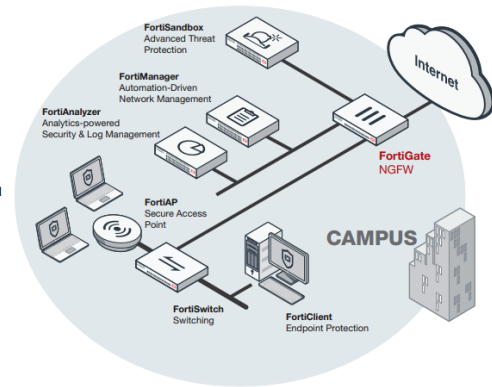 FortiSandbox
Advanced Threat
Protection
FortiManager
Automation-Driven
Network Management
FortiAnalyzer
Analytics-powered
Security & Log Management
Internet
FortiGate
NGFW
FortiAP
Secure Access
Point
CAMPUS
FortiSwitch
Switching
FortiClient
Endpoint Protection